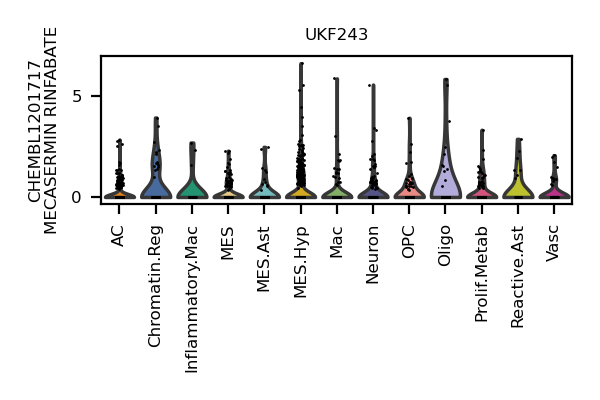 UKF243
CHEMBL1201717
MECASERMIN RINFABATE
5
0
AC
Chromatin.Reg
Inflammatory.Mac
MES
MES.Ast
MES.Hyp
Mac
Neuron
OPC
Oligo
Prolif.Metab
Reactive.Ast
Vasc